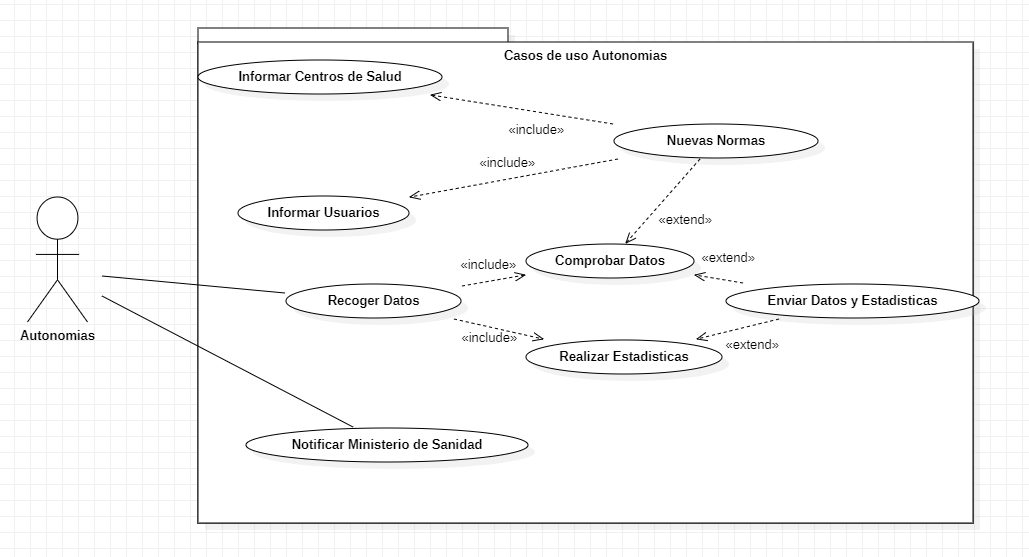 Casos de uso Autonomias
Informar Centros de Salud
«include»
Nuevas Normas
«include»
Informar Usuarios
«extend»
Comprobar Datos
«extend»
«include»
Recoger Datos
Enviar Datos y Estadisticas
Autonomias
«include»
«extend»
Realizar Estadisticas
Notificar Ministerio de Sanidad